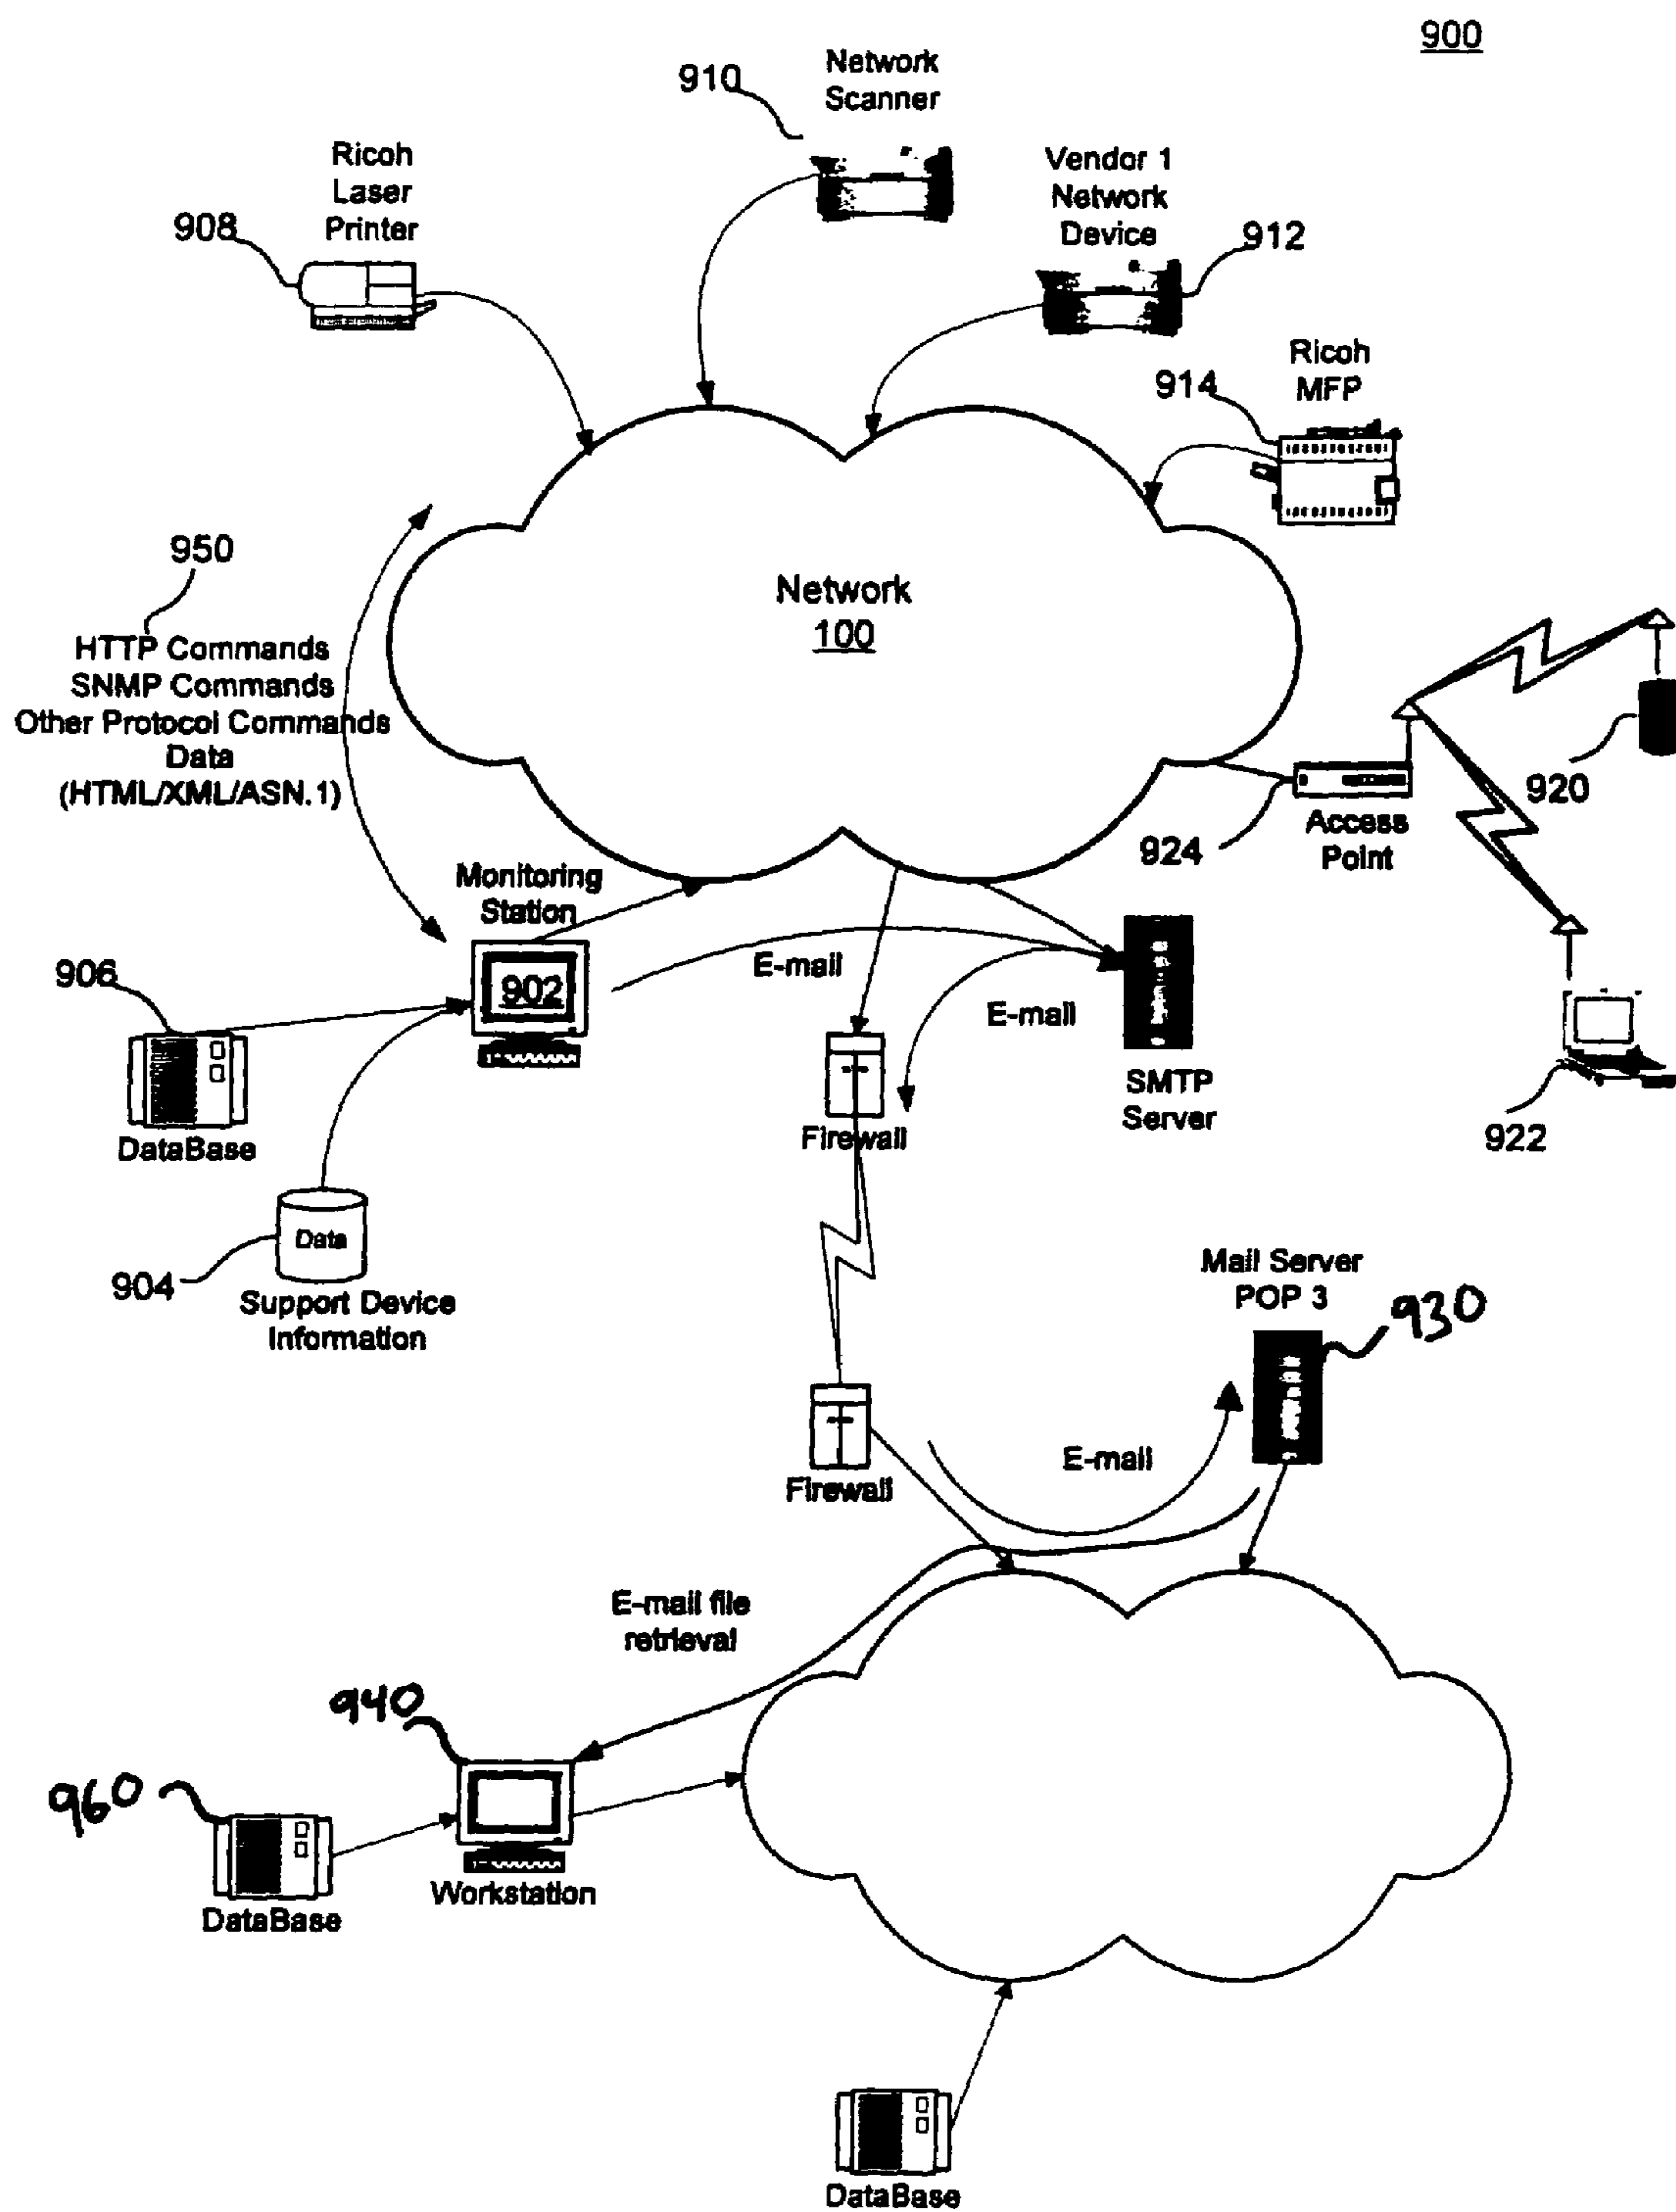 900
910
Network
Scanner
Ricoh
Laser
Printer
908
Vendor 1
Network
Device
912
Ricoh
MFP
914
950
HTTP Commands
SNMP Commands
Other Protocol Commands
Data
(HTML/XML/ASN.1)
Network
100
920
924
Access
Point
Monitoring
Station
902
906
DataBase
E-mail
E-mail
SMTP
Server
Firewall
922
Data
904
Support Device
Information
Mail Server
POP 3
930
Firewall
E-mail
E-mail file
retrieval
940
960
Workstation
DataBase
DataBase